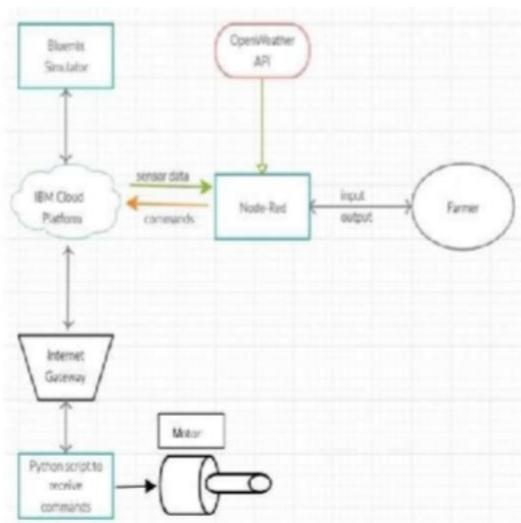 Bluemix
Simulator
OpenWeather
API
sensor data
IBM Cloud
Platform
commands
Node-Red
input
output
Farmer
Internet
Gateway
Motor
Python script to
receive
commands